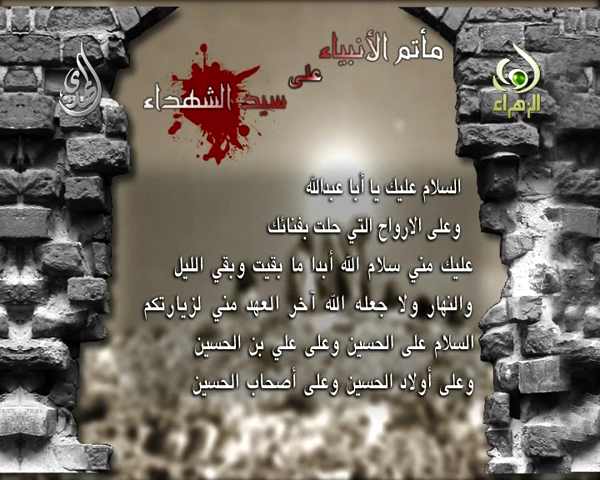 مأتم الأنبياء
على
سيد الشهداء
الزهراء
السلام عليك يا أبا عبدالله
وعلى الارواح التي حلت بفنائك
عليك مني سلام الله أبدا ما بقيت وبقي الليل
والنهار ولا جعله الله آخر العهد مني لزيارتكم
السلام على الحسين وعلى علي بن الحسين
وعلى أولاد الحسين وعلى أصحاب الحسين